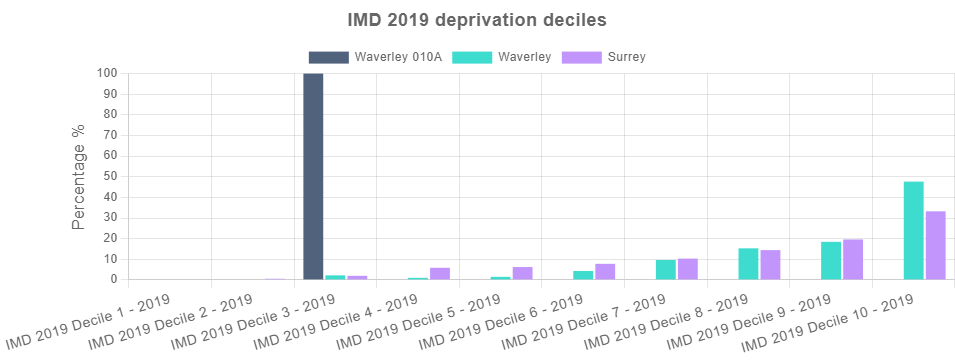 IMD 2019 deprivation deciles
Waverley 010A
Waverley
Surrey
Percentage %
100
90
80
70
60
50
40
30
20
10
0
IMD 2019 Decile 1 - 2019
IMD 2019 Decile 2 - 2019
IMD 2019 Decile 3 - 2019
IMD 2019 Decile 4 - 2019
IMD 2019 Decile 5 - 2019
IMD 2019 Decile 6 - 2019
IMD 2019 Decile 7 - 2019
IMD 2019 Decile 8 - 2019
IMD 2019 Decile 9 - 2019
IMD 2019 Decile 10 - 2019